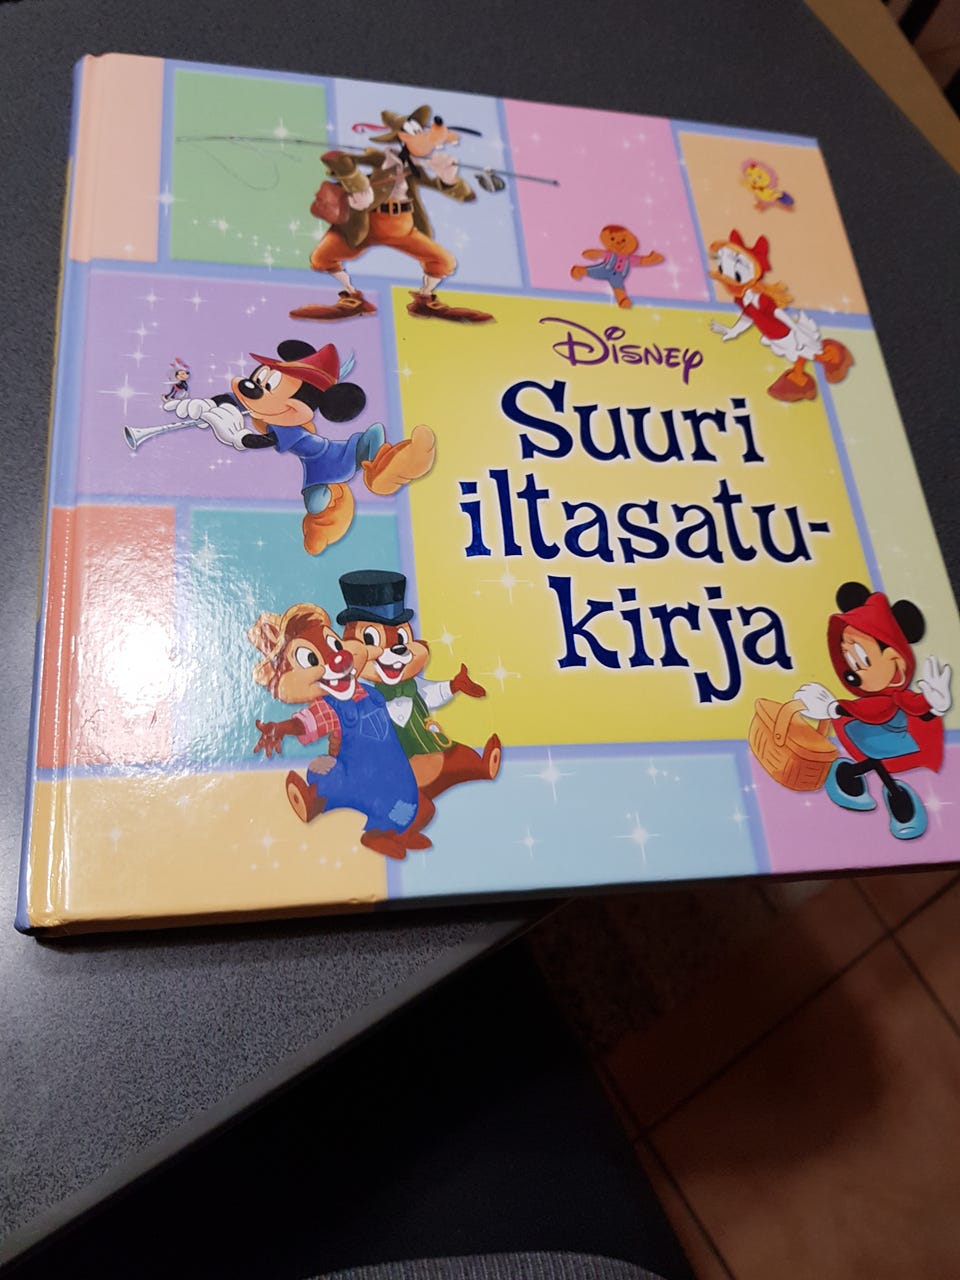 Disney
Suuri
iltasatu-
kirja